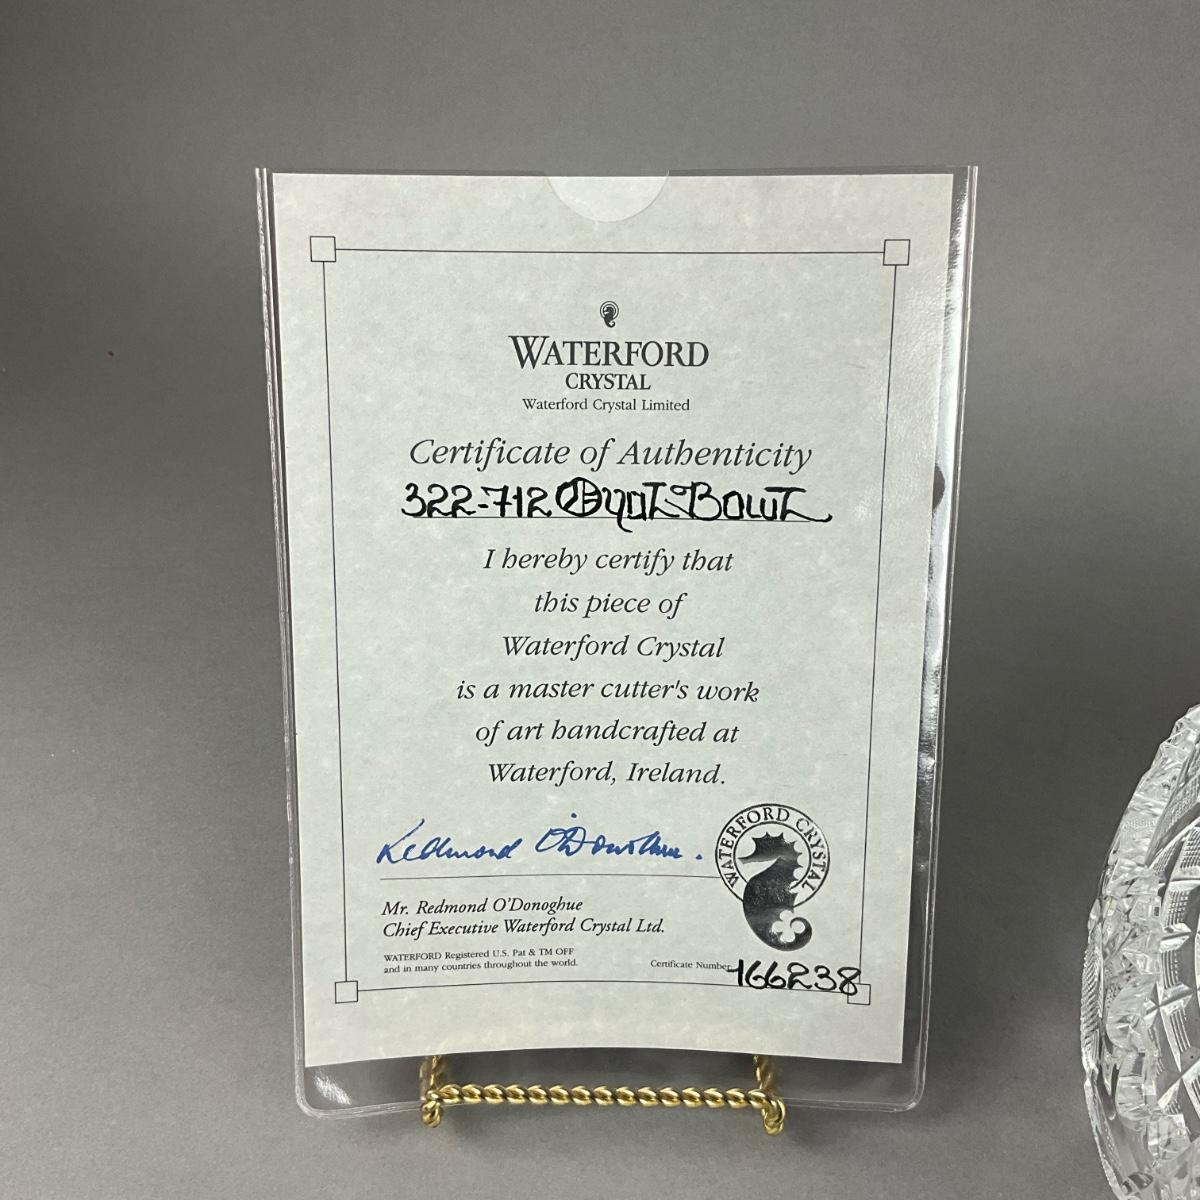 WATERFORD
CRYSTAL
Waterford Crystal Limited
Certificate of Authenticity
322-712 Oval Bowl
I hereby certify that
this piece of
Waterford Crystal
is a master cutter's work
of art handcrafted at
Waterford, Ireland.
Redmond O'Donoghue.
WATERFORD CRYSTAL
Mr. Redmond O'Donoghue
Chief Executive Waterford Crystal Ltd.
WATERFORD Registered U.S. Pat & TM OFF
and in many countries throughout the world.
Certificate Number 166238